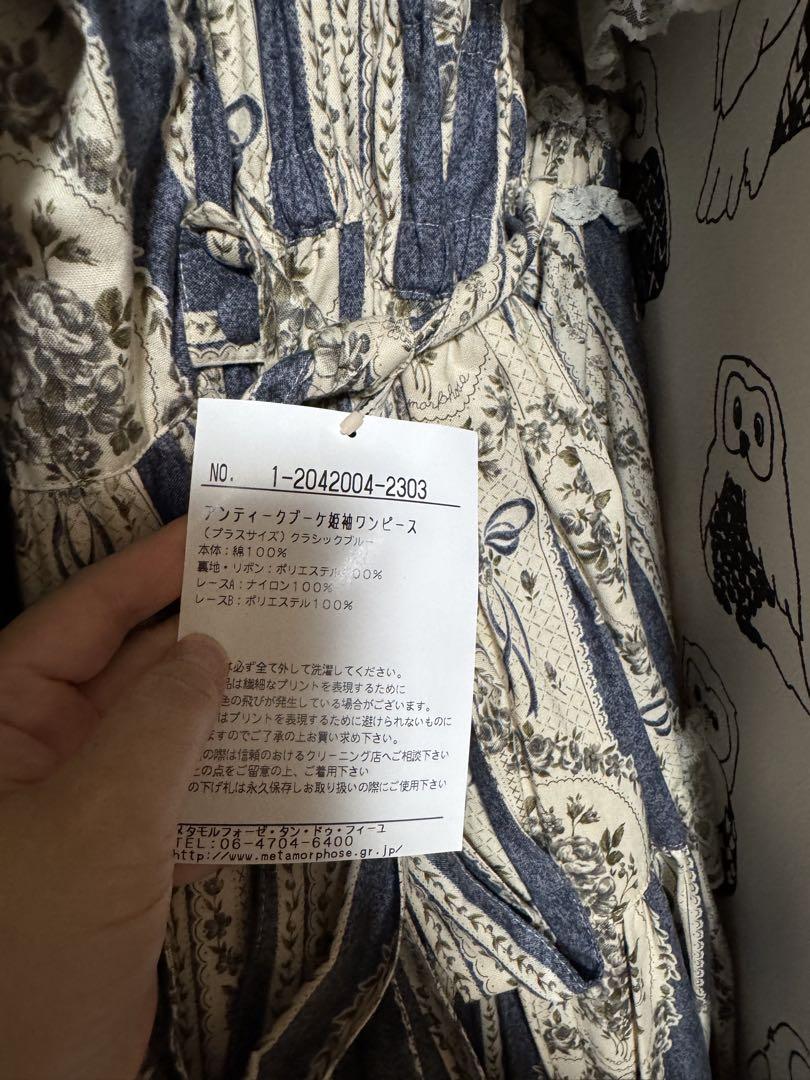 morphose
NO. 1-2042004-2303
アンティークブーケ姫袖ワンピース
(プラスサイズ)クラシックブルー
本体:綿100%
裏地・リボン:ポリエステル100%
レースA:ナイロン100%
レースB:ポリエステル100%
は必ず全て外して洗濯してください。
品は繊細なプリントを表現するために
色の飛びが発生している場合がございます。
はプリントを表現するために避けられないものに
ますのでご了承の上お買い求め下さい。
の際は信頼のおけるクリーニング店へご相談下さい
の点をご留意の上、ご着用下さい
の下げ札は永久保存しお取り扱いの際にご使用下さい
メタモルフォーゼ・タン・ドゥ・フィーユ
TEL:06-4704-6400
http://www.metamorphose.gr.jp/